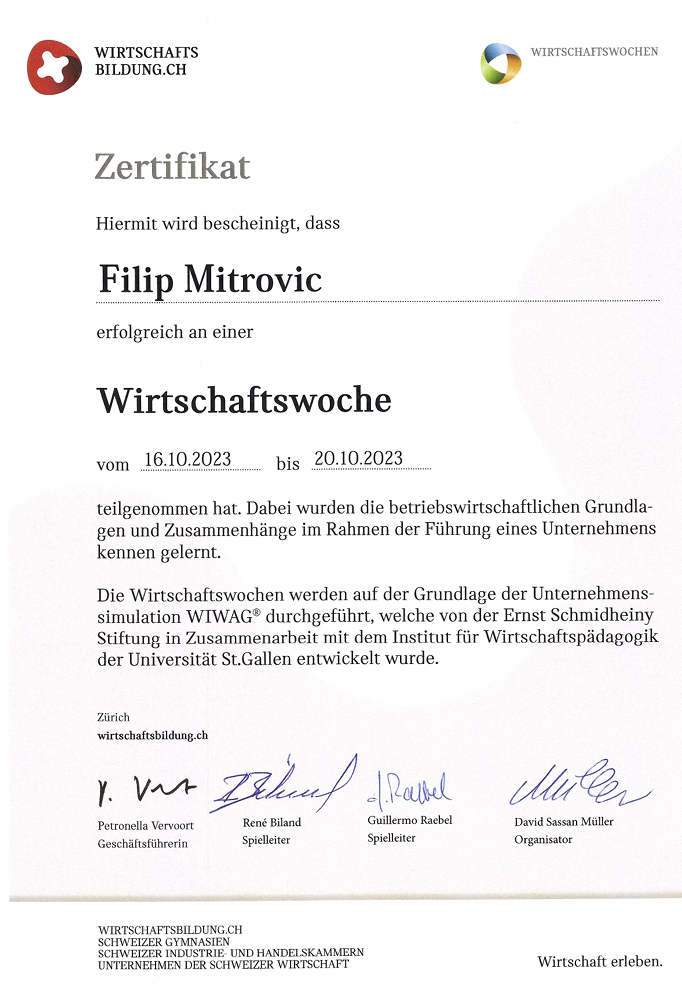 WIRTSCHAFTS
BILDUNG.CH
WIRTSCHAFTSWOCHEN
Zertifikat
Hiermit wird bescheinigt, dass
Filip Mitrovic
erfolgreich an einer
Wirtschaftswoche
vom 16.10.2023 bis 20.10.2023
teilgenommen hat. Dabei wurden die betriebswirtschaftlichen Grundla-
gen und Zusammenhänge im Rahmen der Führung eines Unternehmens
kennen gelernt.
Die Wirtschaftswochen werden auf der Grundlage der Unternehmens-
simulation WIWAG® durchgeführt, welche von der Ernst Schmidheiny
Stiftung in Zusammenarbeit mit dem Institut für Wirtschaftspädagogik
der Universität St.Gallen entwickelt wurde.
Zürich
wirtschaftsbildung.ch
Petronella Vervoort
Geschäftsführerin
René Biland
Spielleiter
Guillermo Raebel
Spielleiter
David Sassan Müller
Organisator
WIRTSCHAFTSBILDUNG.CH
SCHWEIZER GYMNASIEN
SCHWEIZER INDUSTRIE- UND HANDELSKAMMERN
UNTERNEHMEN DER SCHWEIZER WIRTSCHAFT
Wirtschaft erleben.